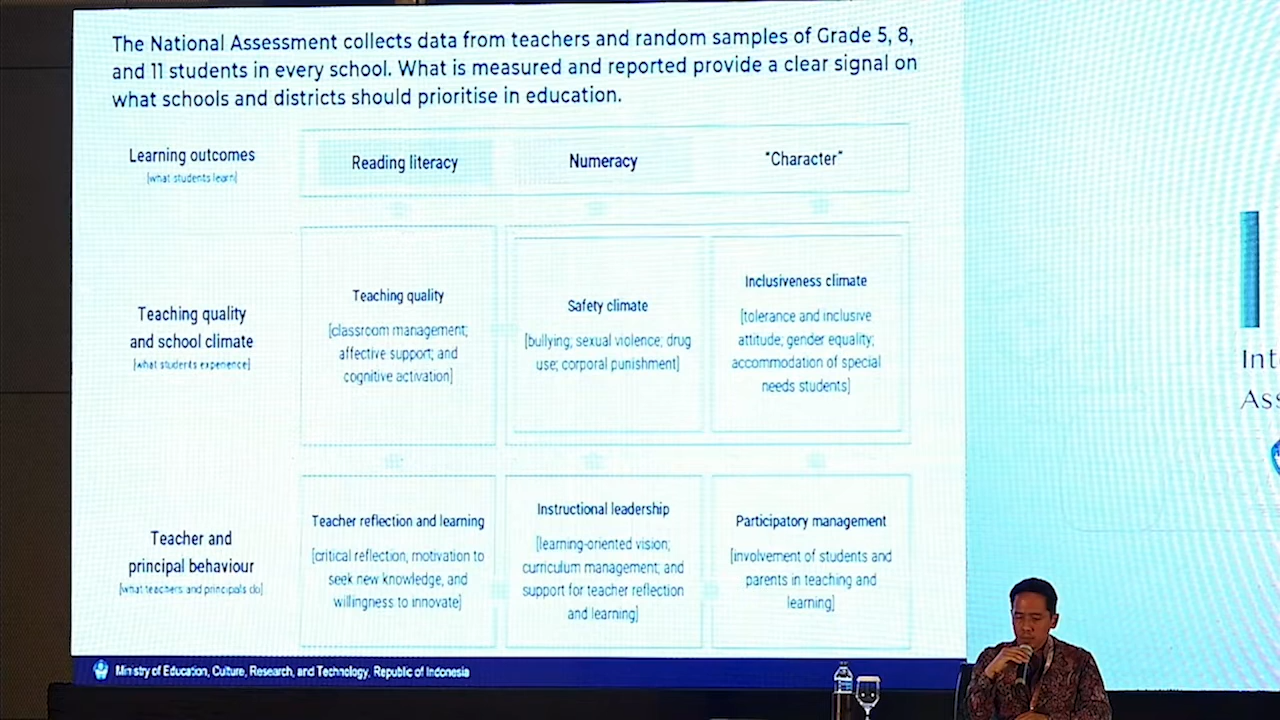 The National Assessment collects data from teachers and random samples of Grade 5, 8,
and 11 students in every school. What is measured and reported provide a clear signal on
what schools and districts should prioritise in education.
Learning outcomes
[what students learn]
Reading literacy
Numeracy
"Character"
Teaching quality
and school climate
[what students experience]
Teaching quality
[classroom management;
affective support; and
cognitive activation]
Safety climate
[bullying; sexual violence; drug
use; corporal punishment]
Inclusiveness climate
[tolerance and inclusive
attitude; gender equality;
accommodation of special
needs students]
Teacher and
principal behaviour
[what teachers and principals do]
Teacher reflection and learning
[critical reflection, motivation to
seek new knowledge, and
willingness to innovate]
Instructional leadership
[learning-oriented vision;
curriculum management; and
support for teacher reflection
and learning]
Participatory management
[involvement of students and
parents in teaching and
learning]
Ministry of Education, Culture, Research, and Technology, Republic of Indonesia